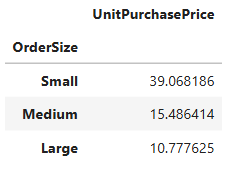 UnitPurchasePrice
OrderSize
Small 39.068186
Medium 15.486414
Large 10.777625